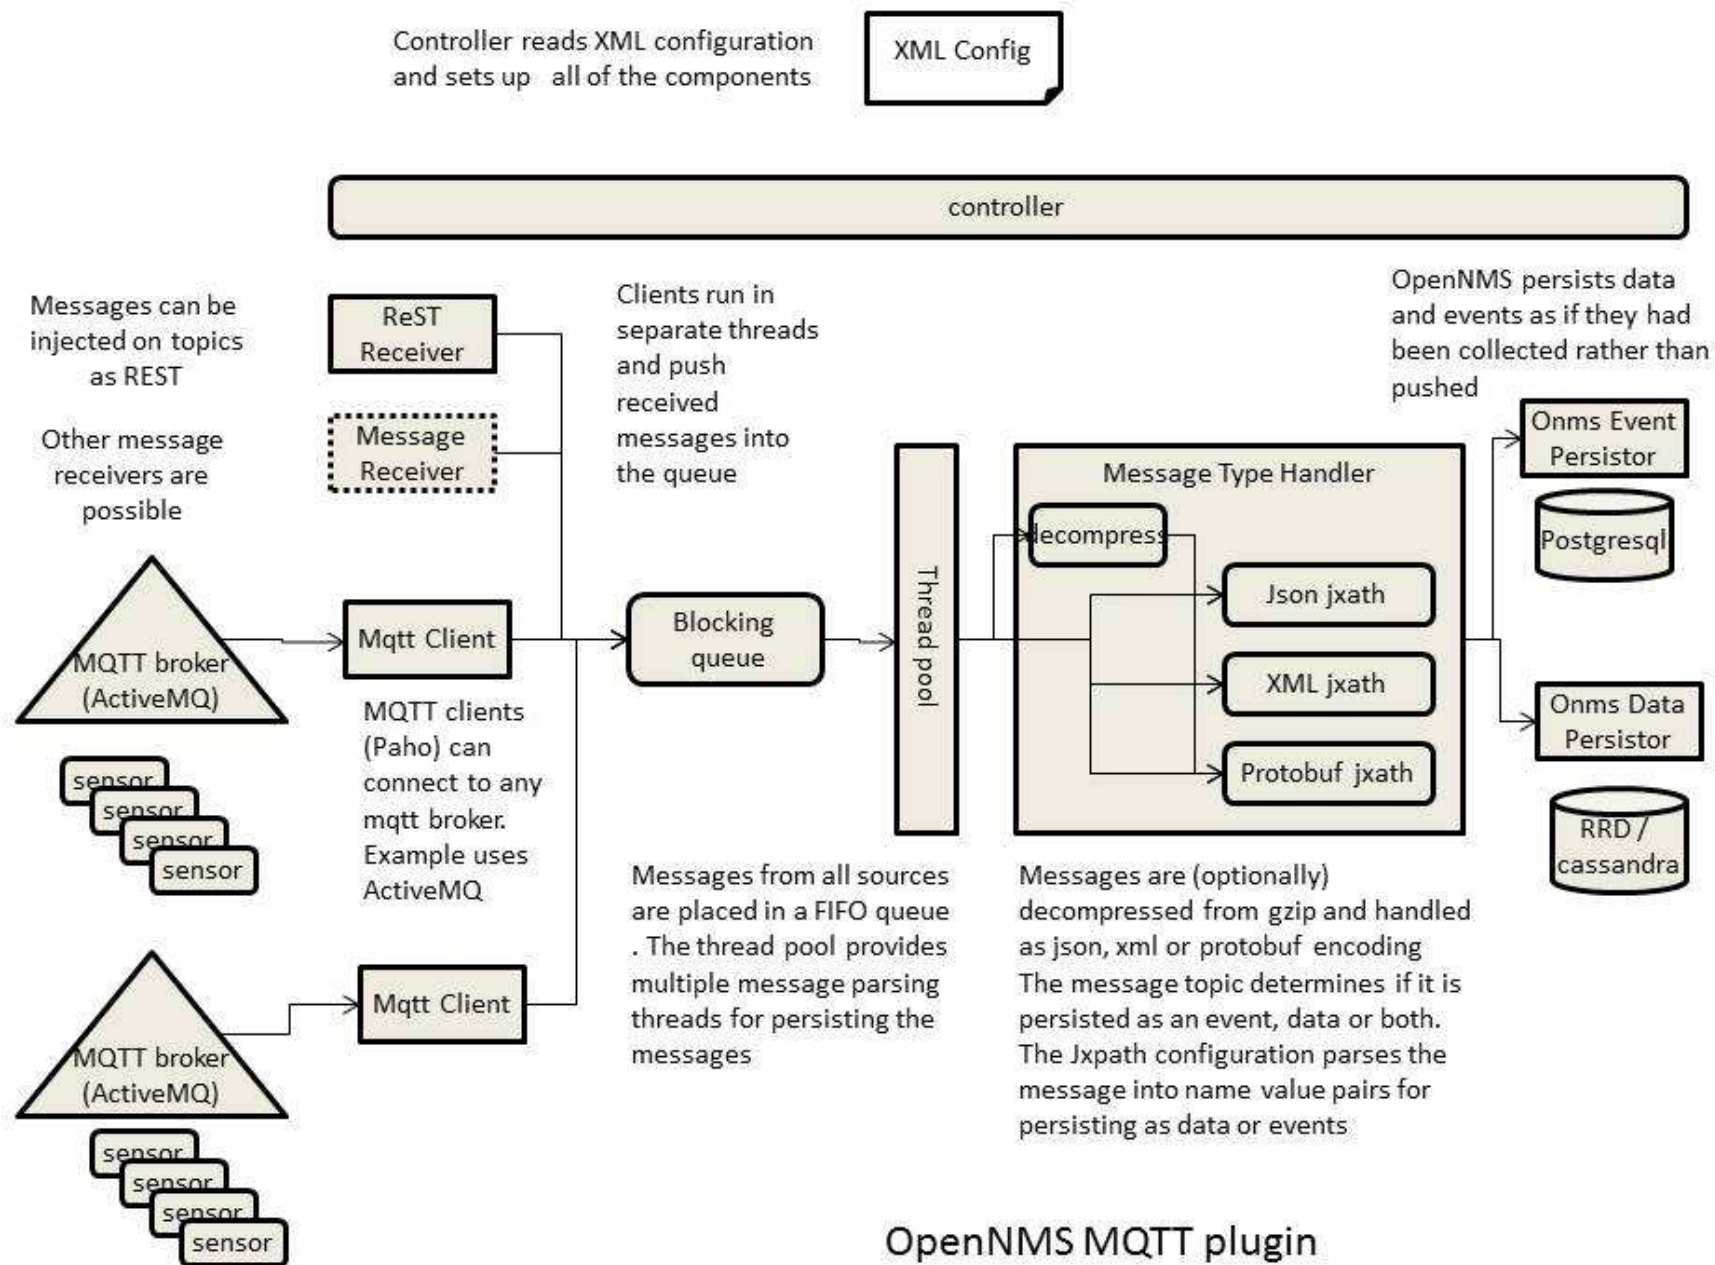 Controller reads XML configuration
and sets up all of the components
XML Config
controller
Messages can be
injected on topics
as REST
ReST
Receiver
Clients run in
separate threads
and push
received
messages into
the queue
OpenNMS persists data
and events as if they had
been collected rather than
pushed
Other message
receivers are
possible
Message
Receiver
Onms Event
Persistor
Postgresql
Message Type Handler
decompress
Json jxath
XML jxath
Protobuf jxath
Thread pool
Blocking
queue
Mqtt Client
MQTT broker
(ActiveMQ)
Onms Data
Persistor
RRD /
cassandra
MQTT clients
(Paho) can
connect to any
mqtt broker.
Example uses
ActiveMQ
sensor
sensor
sensor
sensor
Messages from all sources
are placed in a FIFO queue
. The thread pool provides
multiple message parsing
threads for persisting the
messages
Messages are (optionally)
decompressed from gzip and handled
as json, xml or protobuf encoding
The message topic determines if it is
persisted as an event, data or both.
The Jxpath configuration parses the
message into name value pairs for
persisting as data or events
Mqtt Client
MQTT broker
(ActiveMQ)
sensor
sensor
sensor
sensor
OpenNMS MQTT plugin